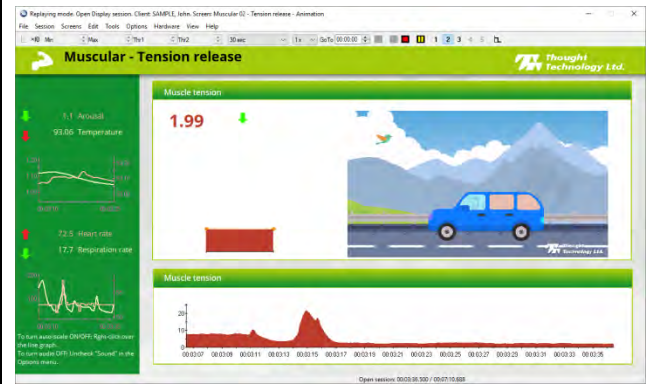 Replaying mode: Open Display session. Client: SAMPLE, John. Screen: Muscular 02 - Tension release - Animation
File Session Screens Edit Tools Options Hardware View Help
Min Max Thr1 Thr2 30 sec 1x GoTo 00:00:00 1 2 3 4 5
Muscular - Tension release
Thought Technology Ltd.
Muscle tension
1.1 Arousal
93.06 Temperature
1.99
72.5 Heart rate
17.7 Respiration rate
Thought Technology Ltd.
Muscle tension
20
10
00:03:07 00:03:09 00:03:11 00:03:13 00:03:15 00:03:17 00:03:19 00:03:21 00:03:23 00:03:25 00:03:27 00:03:29 00:03:31 00:03:33 00:03:35
To turn autoscale ON/OFF: Right-click over
the line graph.
To turn audio OFF: Uncheck "Sound" in the
Options menu.
Open session: 00:03:36.500 / 00:07:10.888